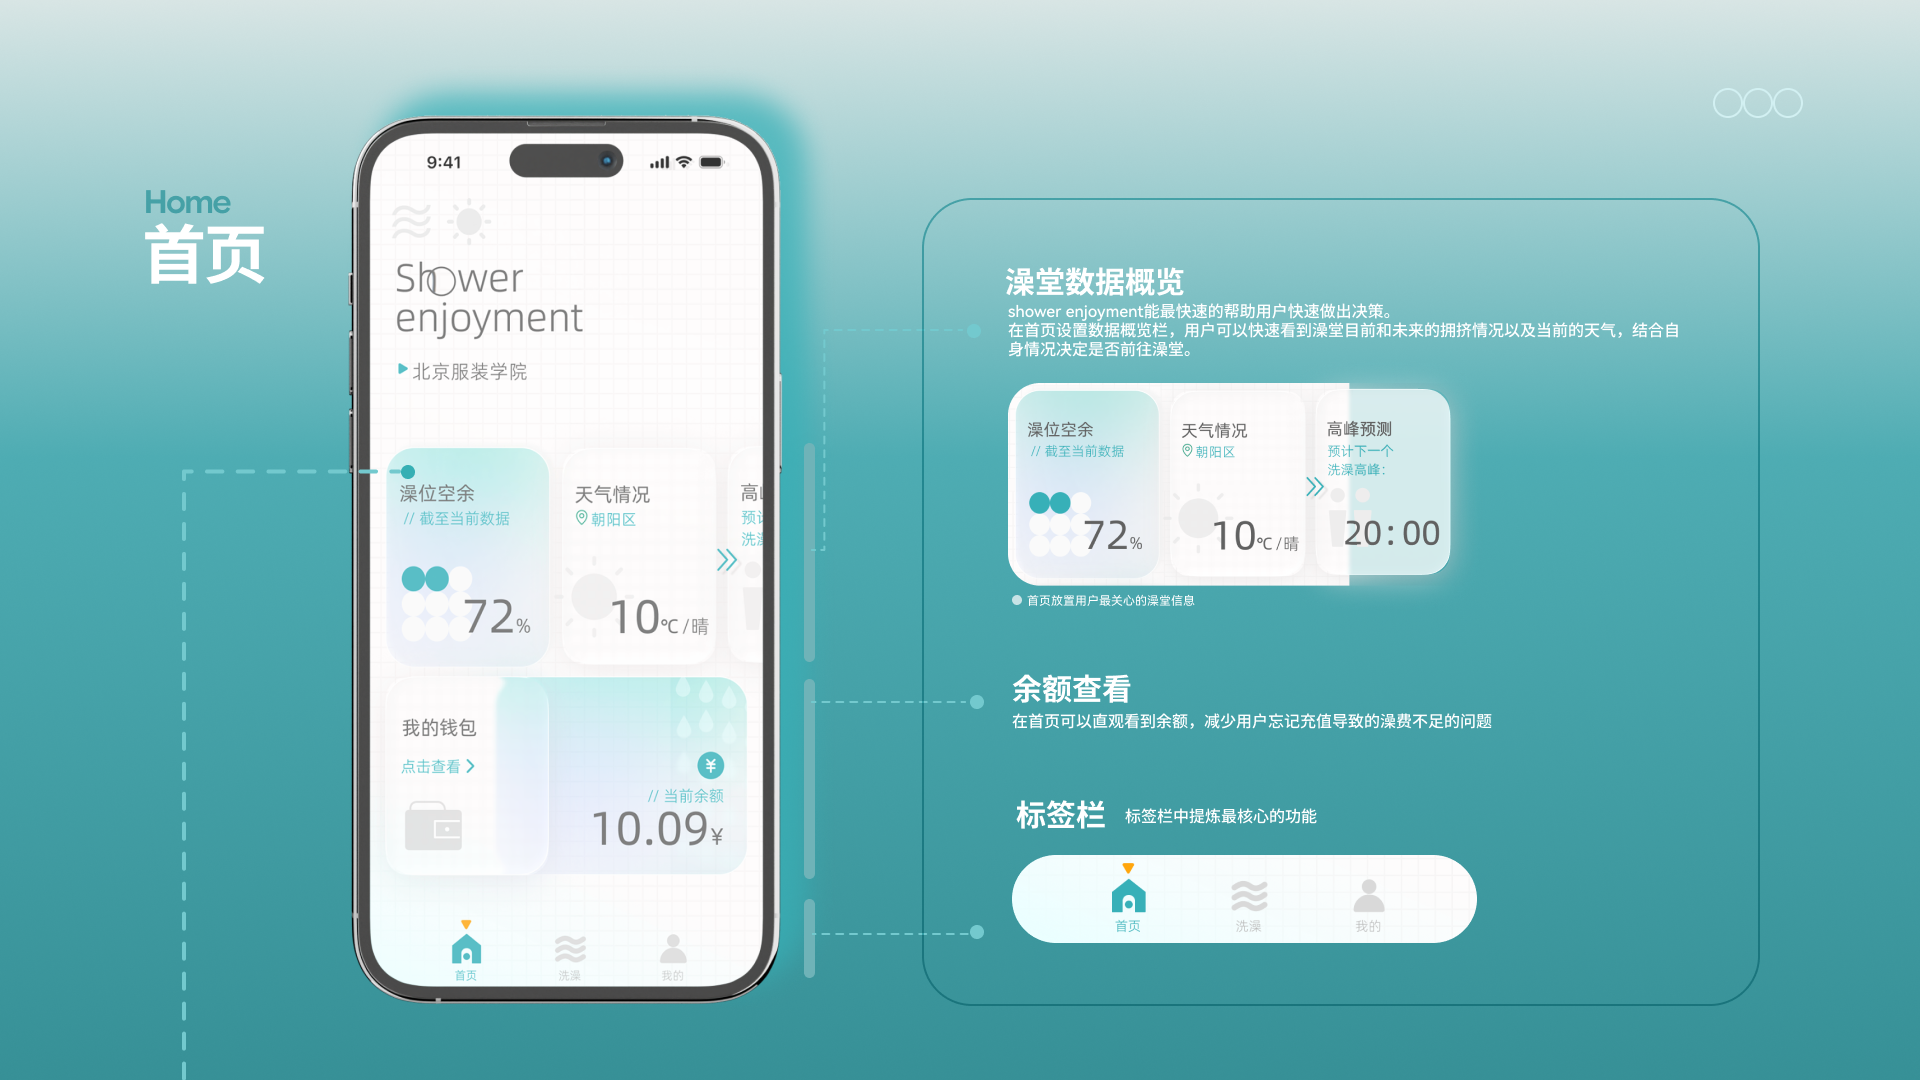 Home
首页
9:41
Shower
enjoyment
北京服装学院
澡位空余
// 截至当前数据
72%
天气情况
朝阳区
10℃/晴
高
预
洗
我的钱包
点击查看
¥
// 当前余额
10.09¥
首页
洗澡
我的
澡堂数据概览
shower enjoyment能最快速的帮助用户快速做出决策。
在首页设置数据概览栏，用户可以快速看到澡堂目前和未来的拥挤情况以及当前的天气，结合自
身情况决定是否前往澡堂。
澡位空余
// 截至当前数据
72%
天气情况
朝阳区
10℃/晴
高峰预测
预计下一个
洗澡高峰：
20:00
首页放置用户最关心的澡堂信息
余额查看
在首页可以直观看到余额，减少用户忘记充值导致的澡费不足的问题
标签栏
标签栏中提炼最核心的功能
首页
洗澡
我的